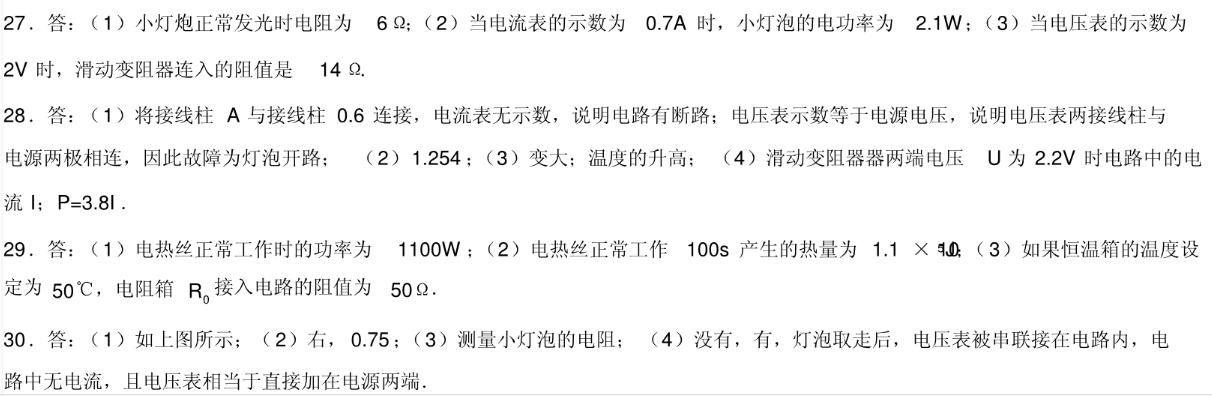 27．答：（1）小灯炮正常发光时电阻为 6 Ω;（2）当电流表的示数为 0.7A 时，小灯泡的电功率为 2.1W；（3）当电压表的示数为
2V 时，滑动变阻器连入的阻值是 14 Ω.
28．答：（1）将接线柱 A 与接线柱 0.6 连接，电流表无示数，说明电路有断路；电压表示数等于电源电压，说明电压表两接线柱与
电源两极相连，因此故障为灯泡开路； （2）1.254；（3）变大；温度的升高； （4）滑动变阻器器两端电压 U 为 2.2V 时电路中的电
流 I；P=3.8I．
29．答：（1）电热丝正常工作时的功率为 1100W；（2）电热丝正常工作 100s 产生的热量为 1.1 × （3）如果恒温箱的温度设
定为 50℃，电阻箱 R0 接入电路的阻值为 50Ω．
30．答：（1）如上图所示；（2）右，0.75；（3）测量小灯泡的电阻； （4）没有，有，灯泡取走后，电压表被串联接在电路内，电
路中无电流，且电压表相当于直接加在电源两端．